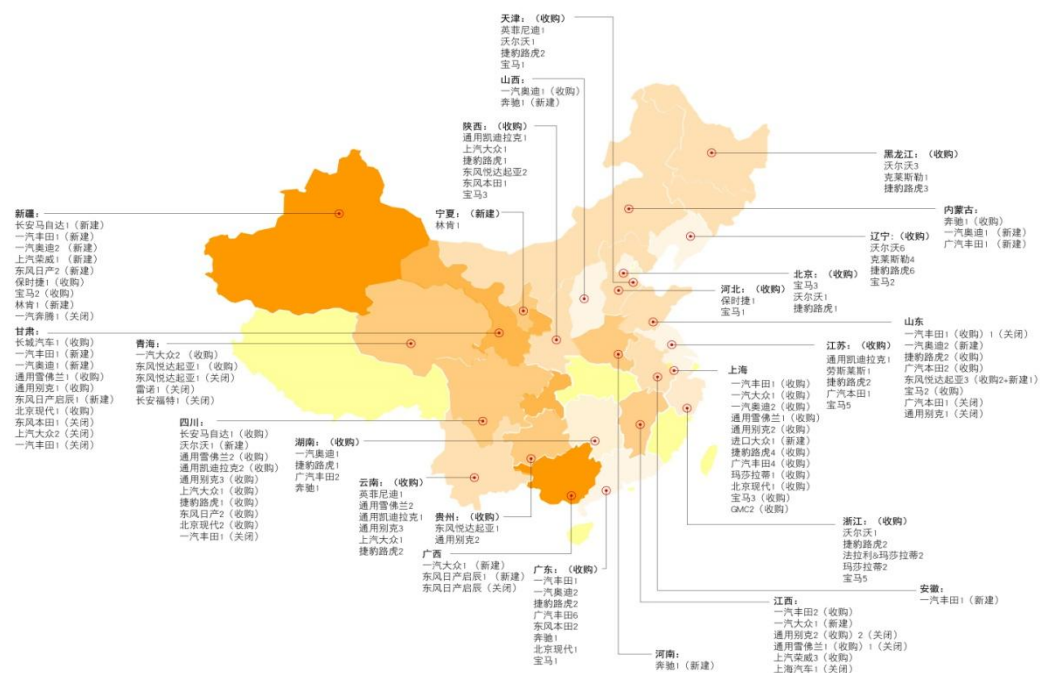 天津：（收购）
英菲尼迪1
沃尔沃1
捷豹路虎2
宝马1
山西：
一汽奥迪1（收购）
奔驰1（新建）
陕西：（收购）
通用凯迪拉克1
上汽大众1
捷豹路虎1
东风悦达起亚2
东风本田1
宝马3
黑龙江：（收购）
沃尔沃3
克莱斯勒1
捷豹路虎3
新疆：
长安马自达1（新建）
一汽丰田1（新建）
一汽奥迪2 （新建）
上汽荣威1（新建）
东风日产2（新建）
保时捷1（收购）
宝马2（收购）
林肯1（新建）
一汽奔腾1（关闭）
宁夏：（新建）
林肯1
内蒙古：
奔驰1（收购）
一汽奥迪1（新建）
广汽丰田1（新建）
辽宁：（收购）
沃尔沃6
克莱斯勒4
捷豹路虎6
宝马2
北京：（收购）
宝马3
沃尔沃1
捷豹路虎1
河北：（收购）
保时捷1
宝马1
甘肃：
长城汽车1（收购）
一汽丰田1（新建）
一汽奥迪1（新建）
通用雪佛兰1（收购）
通用别克1（收购）
东风日产启辰1（新建）
北京现代1（收购）
东风本田1（关闭）
上汽大众2（关闭）
一汽丰田1（关闭）
青海：
一汽大众2（收购）
东风悦达起亚1（收购）
东风悦达起亚1（关闭）
雷诺1（关闭）
长安福特1（关闭）
山东
一汽丰田1（收购）1（关闭）
一汽奥迪2（新建）
捷豹路虎2（收购）
广汽本田2（收购）
东风悦达起亚3（收购2+新建1）
宝马2（收购）
广汽本田1（关闭）
通用别克1（关闭）
江苏：（收购）
通用凯迪拉克1
劳斯莱斯1
捷豹路虎2
广汽本田1
宝马5
上海
一汽丰田1（收购）
一汽大众1（收购）
一汽奥迪2（收购）
通用雪佛兰1（收购）
通用别克2（收购）
进口大众1（新建）
捷豹路虎4（收购）
广汽丰田4（收购）
玛莎拉蒂1（收购）
北京现代1（收购）
宝马3（收购）
GMC2（收购）
四川：
长安马自达1（收购）
沃尔沃1（新建）
通用雪佛兰2（收购）
通用凯迪拉克2（收购）
通用别克3（收购）
上汽大众1（收购）
捷豹路虎1（收购）
东风日产2（收购）
北京现代2（收购）
一汽丰田1（关闭）
湖南：（收购）
一汽奥迪1
捷豹路虎1
广汽丰田2
奔驰1
云南：（收购）
英菲尼迪1
通用雪佛兰2
通用凯迪拉克1
通用别克3
上汽大众1
捷豹路虎2
贵州：（收购）
东风悦达起亚1
通用别克2
广西
一汽大众1（新建）
东风日产启辰1（新建）
东风日产启辰（关闭）
广东：（收购）
一汽丰田1
一汽奥迪2
捷豹路虎2
广汽丰田6
东风本田2
奔驰1
北京现代1
宝马1
浙江：（收购）
沃尔沃1
捷豹路虎2
法拉利&玛莎拉蒂2
玛莎拉蒂2
宝马5
安徽：
一汽丰田1（新建）
江西：
一汽丰田2（收购）
一汽大众1（新建）
通用别克2（收购）2（关闭）
通用雪佛兰1（收购）1（关闭）
上汽荣威3（收购）
上海汽车1（关闭）
河南：
奔驰1（新建）